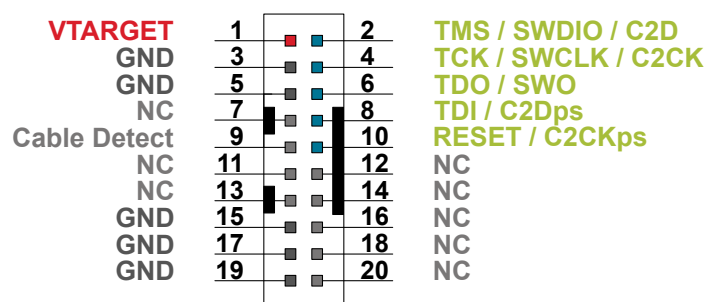 VTARGET 1 2 TMS / SWDIO / C2D
GND 3 4 TCK / SWCLK / C2CK
GND 5 6 TDO / SWO
NC 7 8 TDI / C2Dps
Cable Detect 9 10 RESET / C2CKps
NC 11 12 NC
NC 13 14 NC
GND 15 16 NC
GND 17 18 NC
GND 19 20 NC